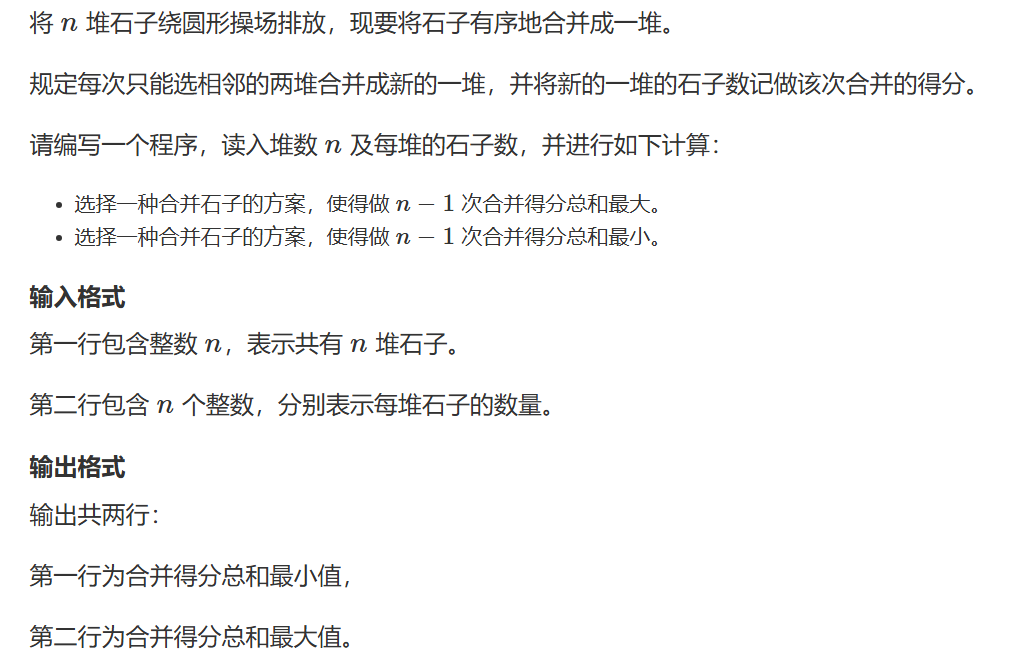 将 n 堆石子绕圆形操场排放，现要将石子有序地合并成一堆。
规定每次只能选相邻的两堆合并成新的一堆，并将新的一堆的石子数记做该次合并的得分。
请编写一个程序，读入堆数 n 及每堆的石子数，并进行如下计算：
• 选择一种合并石子的方案，使得做 n − 1 次合并得分总和最大。
• 选择一种合并石子的方案，使得做 n − 1 次合并得分总和最小。
输入格式
第一行包含整数 n，表示共有 n 堆石子。
第二行包含 n 个整数，分别表示每堆石子的数量。
输出格式
输出共两行：
第一行为合并得分总和最小值，
第二行为合并得分总和最大值。